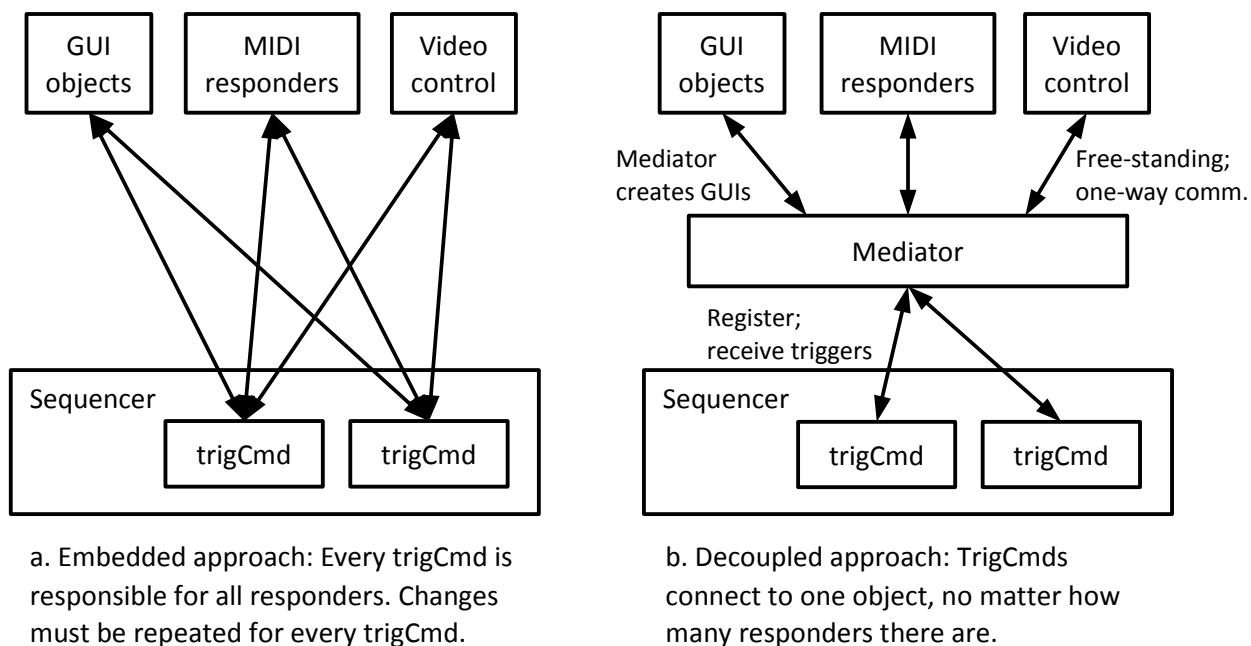 GUI
objects
MIDI
responders
Video
control
Sequencer
trigCmd
trigCmd
a. Embedded approach: Every trigCmd is
responsible for all responders. Changes
must be repeated for every trigCmd.
GUI
objects
MIDI
responders
Video
control
Mediator
creates GUIs
Free-standing;
one-way comm.
Mediator
Register;
receive triggers
Sequencer
trigCmd
trigCmd
b. Decoupled approach: TrigCmds
connect to one object, no matter how
many responders there are.